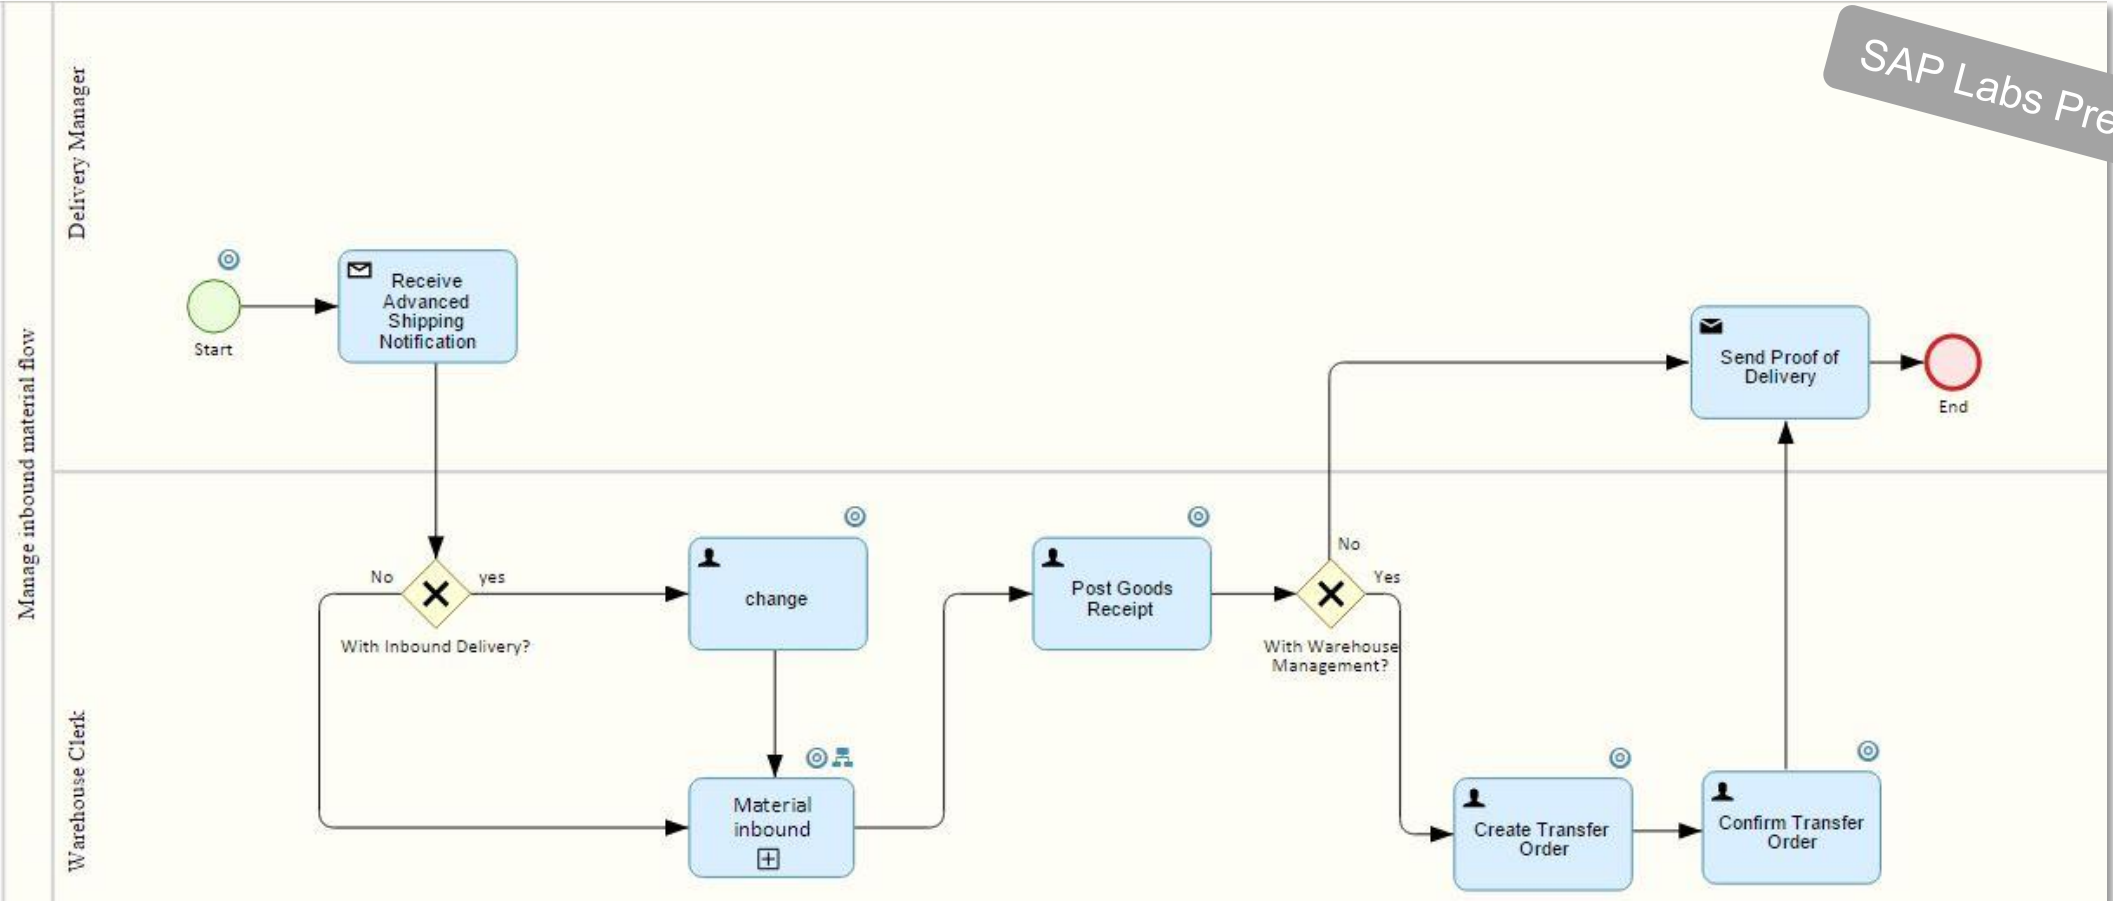 SAP Labs Pre
Manage inbound material flow
Delivery Manager
Start
Receive
Advanced
Shipping
Notification
Send Proof of
Delivery
End
Warehouse Clerk
No
yes
With Inbound Delivery?
change
Material
inbound
Post Goods
Receipt
No
Yes
With Warehouse
Management?
Create Transfer
Order
Confirm Transfer
Order